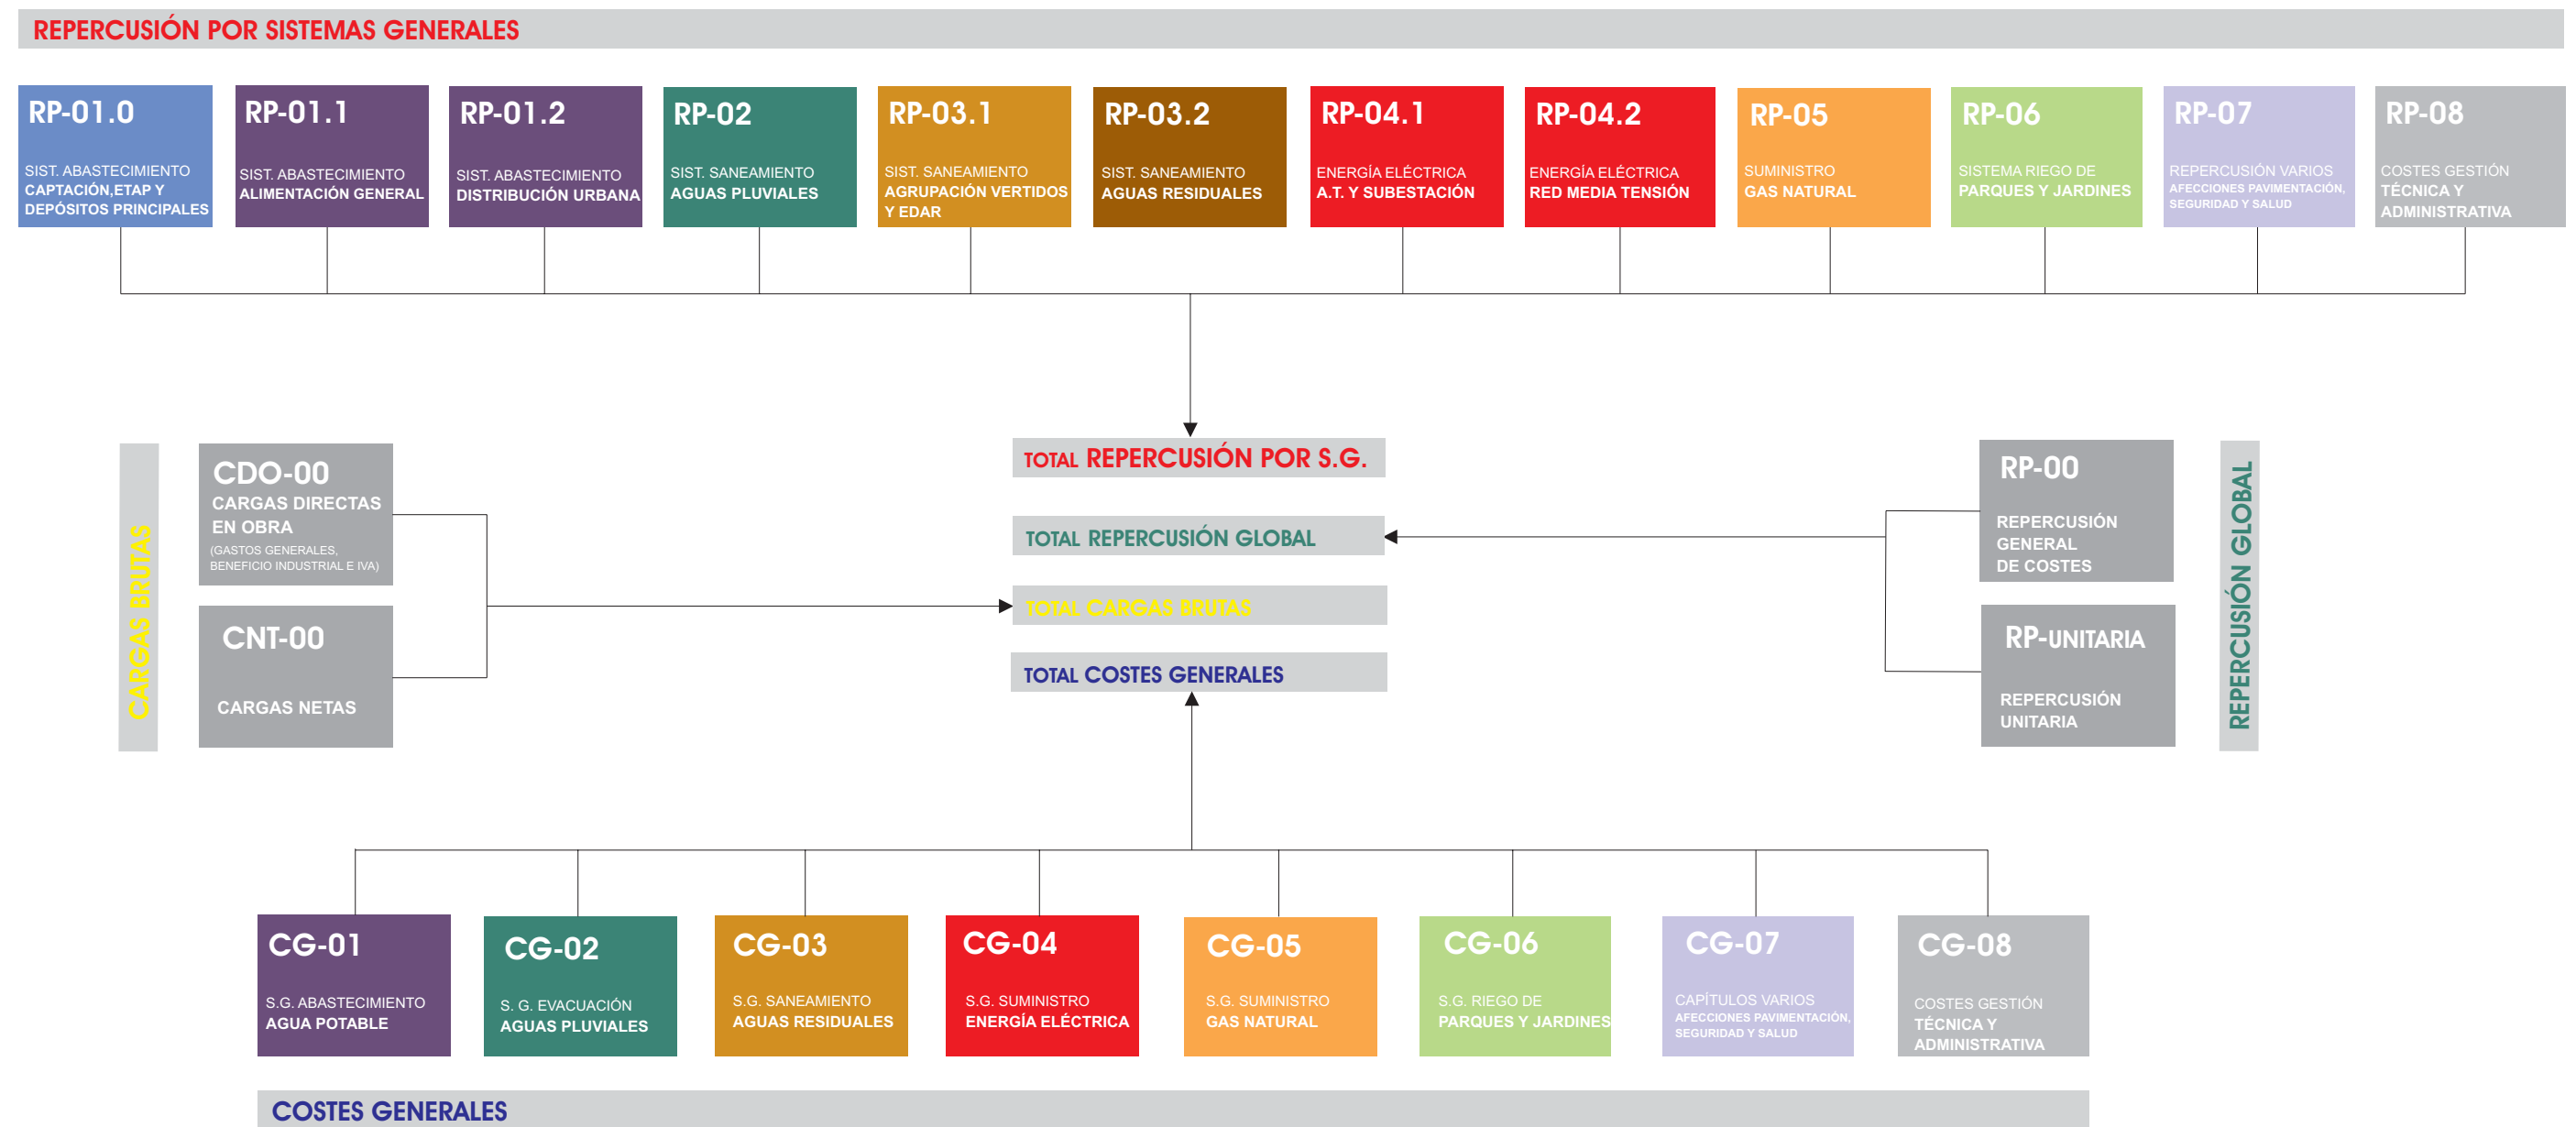 REPERCUSIÓN POR SISTEMAS GENERALES
RP-01.0
SIST. ABASTECIMIENTO
CAPTACIÓN,ETAP Y
DEPÓSITOS PRINCIPALES
RP-01.1
SIST. ABASTECIMIENTO
ALIMENTACIÓN GENERAL
RP-01.2
SIST. ABASTECIMIENTO
DISTRIBUCIÓN URBANA
RP-02
SIST. SANEAMIENTO
AGUAS PLUVIALES
RP-03.1
SIST. SANEAMIENTO
AGRUPACIÓN VERTIDOS
Y EDAR
RP-03.2
SIST. SANEAMIENTO
AGUAS RESIDUALES
RP-04.1
ENERGÍA ELÉCTRICA
A.T. Y SUBESTACIÓN
RP-04.2
ENERGÍA ELÉCTRICA
RED MEDIA TENSIÓN
RP-05
SUMINISTRO
GAS NATURAL
RP-06
SISTEMA RIEGO DE
PARQUES Y JARDINES
RP-07
REPERCUSIÓN VARIOS
AFECCIONES PAVIMENTACIÓN,
SEGURIDAD Y SALUD
RP-08
COSTES GESTIÓN
TÉCNICA Y
ADMINISTRATIVA
CARGAS BRUTAS
CDO-00
CARGAS DIRECTAS
EN OBRA
(GASTOS GENERALES,
BENEFICIO INDUSTRIAL E IVA)
CNT-00
CARGAS NETAS
TOTAL REPERCUSIÓN POR S.G.
TOTAL REPERCUSIÓN GLOBAL
TOTAL CARGAS BRUTAS
TOTAL COSTES GENERALES
RP-00
REPERCUSIÓN
GENERAL
DE COSTES
RP-UNITARIA
REPERCUSIÓN
UNITARIA
REPERCUSIÓN GLOBAL
CG-01
S.G. ABASTECIMIENTO
AGUA POTABLE
CG-02
S. G. EVACUACIÓN
AGUAS PLUVIALES
CG-03
S.G. SANEAMIENTO
AGUAS RESIDUALES
CG-04
S.G. SUMINISTRO
ENERGÍA ELÉCTRICA
CG-05
S.G. SUMINISTRO
GAS NATURAL
CG-06
S.G. RIEGO DE
PARQUES Y JARDINES
CG-07
CAPÍTULOS VARIOS
AFECCIONES PAVIMENTACIÓN,
SEGURIDAD Y SALUD
CG-08
COSTES GESTIÓN
TÉCNICA Y
ADMINISTRATIVA
COSTES GENERALES